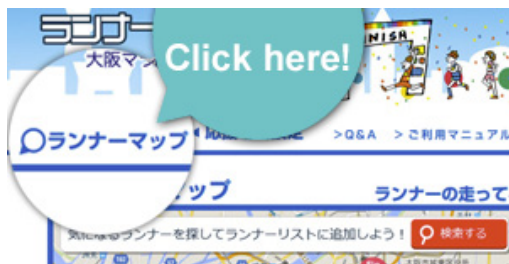 ランナー
大阪マ
Click here!
FINISH
ランナーマップ
>Q&A >ご利用マニュアル
ップ
ランナーの走って
気になるランナーを探してランナーリストに追加しよう!
検索する